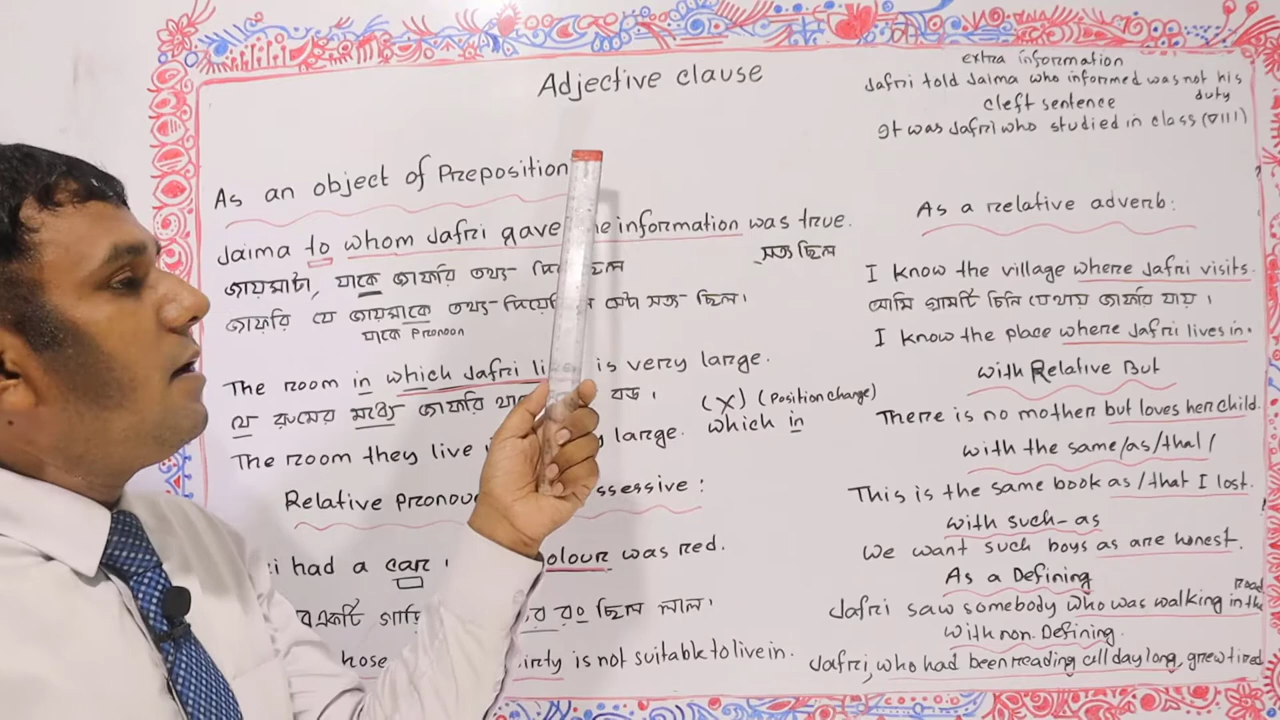 Adjective clause
extra information
Jafri told Jaima who informed was not his duty
cleft sentence
It was Jafri who studied in class (VIII)
As an object of Preposition
Jaima to whom Jafri gave the information was true.
জায়মাটা, যাকে জাফরি তথ্য ছিল
সত্য ছিল
জাফরি যে জায়মাকে তথ্য সেটা সত্য ছিল।
যাকে Pronoon
The room in which Jafri is very large.
যে রুমের মধ্যে জাফরি বড়।
(X) (Position change)
The room they live large. which in
Relative Pronoun ssessive:
i had a car colour was red.
একটি গাড়ি রং ছিল লাল।
hose is not suitable to live in.
As a relative adverb:
I know the village where Jafri visits.
আমি গ্রামটি চিনি যেথায় জাফরি যায়।
I know the place where Jafri lives in.
with Relative But
There is no mother but loves her child.
with the same/as/that/
This is the same book as/that I lost.
with such-as
We want such boys as are honest.
As a Defining
Jafri saw somebody who was walking in the Road
with non. Defining.
Jafri, who had been reading all day long, grew tired